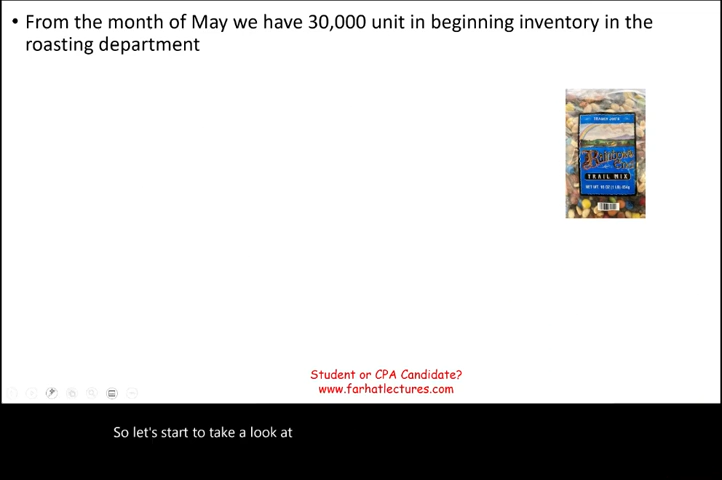 • From the month of May we have 30,000 unit in beginning inventory in the
roasting department
TRAIL MIX
Student or CPA Candidate?
www.farhatlectures.com
So let's start to take a look at